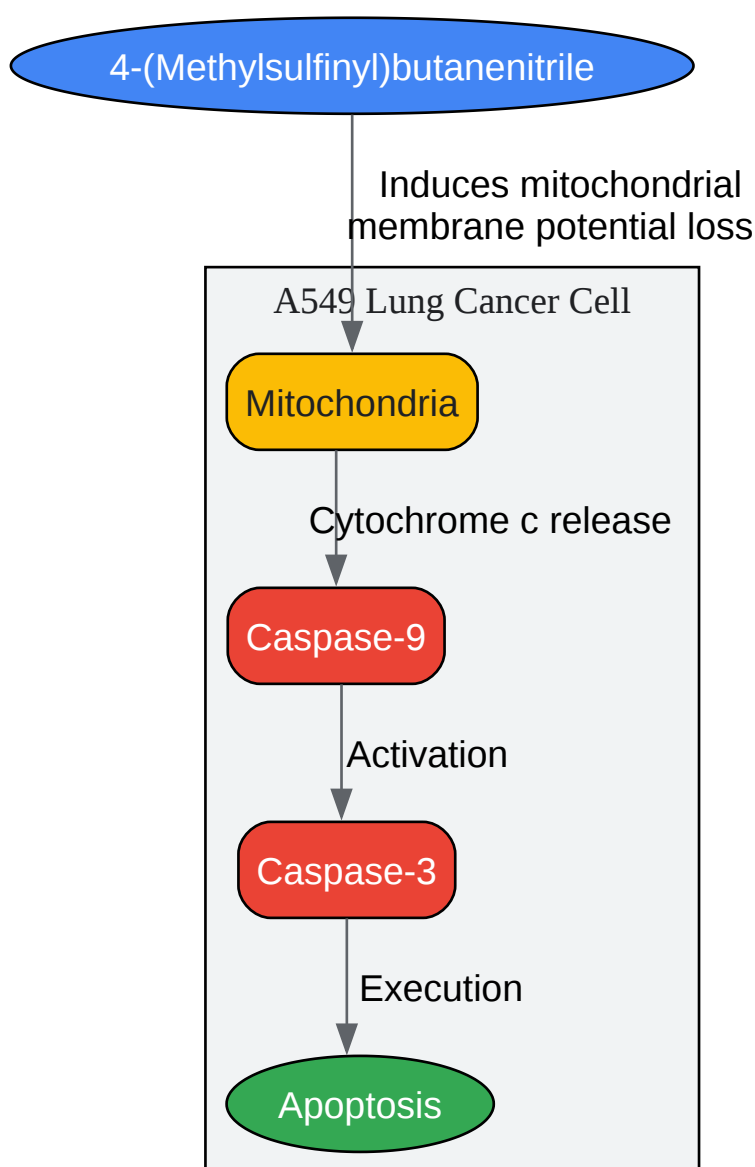 4-(Methylsulfinyl)butanenitrile
Induces mitochondrial
membrane potential loss
A549 Lung Cancer Cell
Mitochondria
Cytochrome c release
Caspase-9
Activation
Caspase-3
Execution
Apoptosis